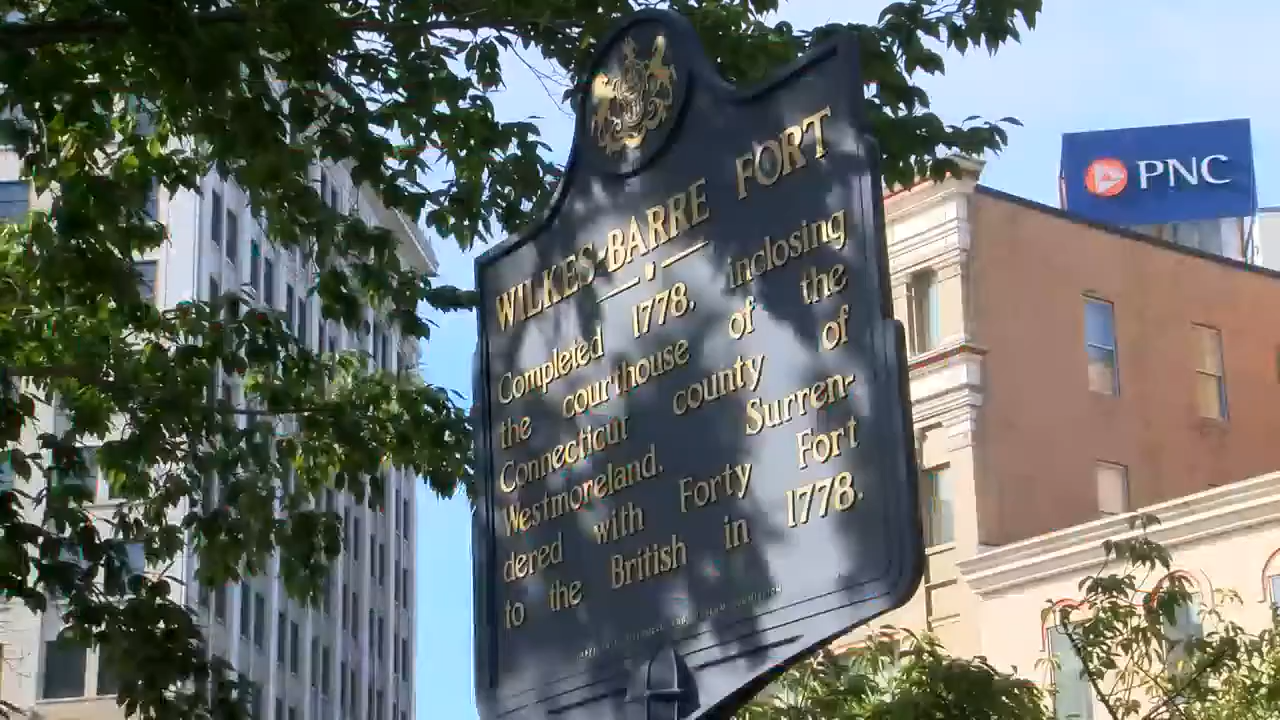 WILKES-BARRE FORT
Completed 1778, inclosing
the courthouse of the
Connecticut county of
Westmoreland. Surren-
dered with Forty Fort
to the British in 1778.
PNC